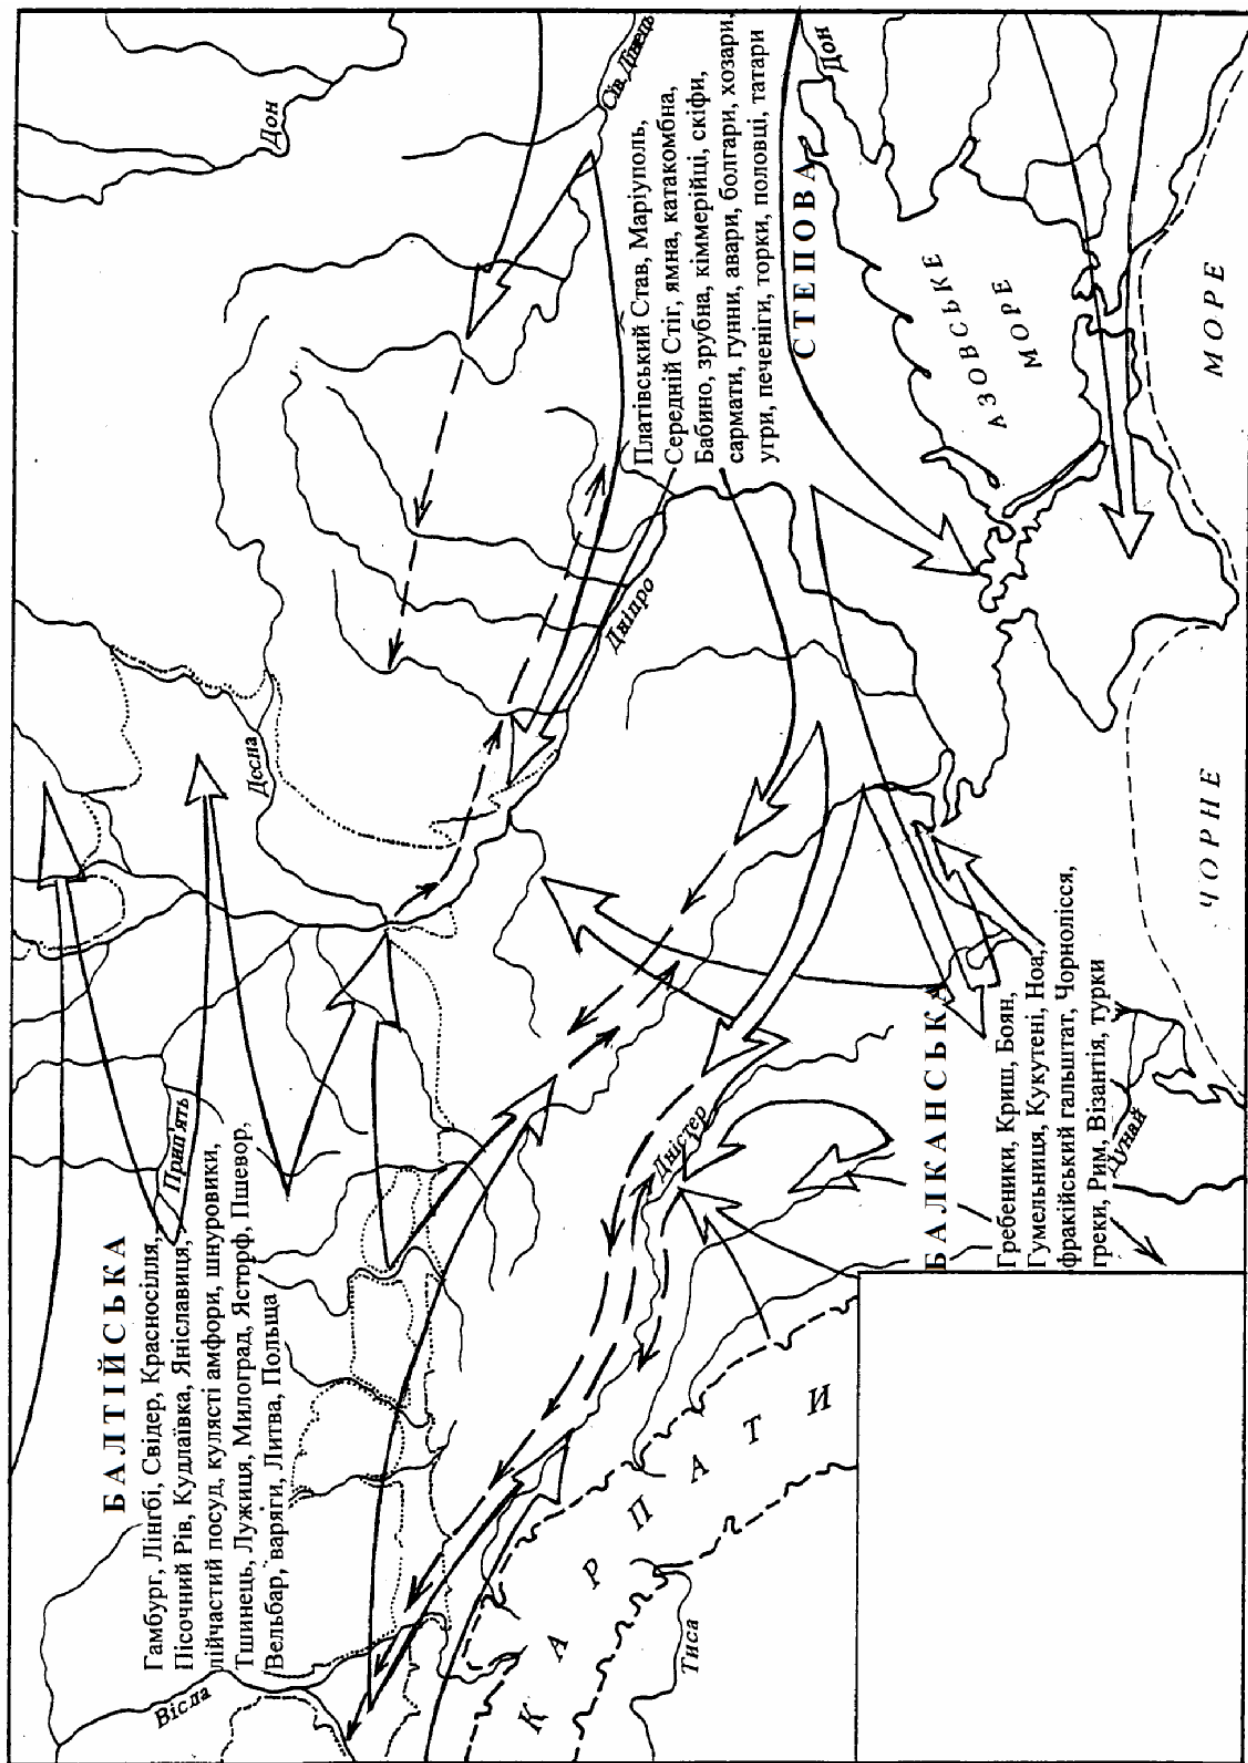 БАЛТІЙСЬКА
Гамбург, Лінгбі, Свідер, Красносілля,
Пісочний Рів, Кудлаївка, Яніславиця,
лійчастий посуд, кулясті амфори, шнуровики,
Тшинець, Лужиця, Милоград, Ясторф, Пшевор,
Вельбар, варяги, Литва, Польща
Вісла
Прип'ять
Десна
Дон
Сів. Дінець
Платівський Став, Маріуполь,
Середній Стіг, ямна, катакомбна,
Бабино, зрубна, кіммерійці, скіфи,
сармати, гунни, авари, болгари, хозари,
угри, печеніги, торки, половці, татари
СТЕПОВА
Дон
Дніпро
Дністер
КАРПАТИ
Тиса
БАЛКАНСЬКА
Гребеники, Криш, Боян,
Гумельниця, Кукутені, Ноа,
фракійський гальштат, Чорнолісся,
греки, Рим, Візантія, турки
Дунай
АЗОВСЬКЕ
МОРЕ
ЧОРНЕ МОРЕ